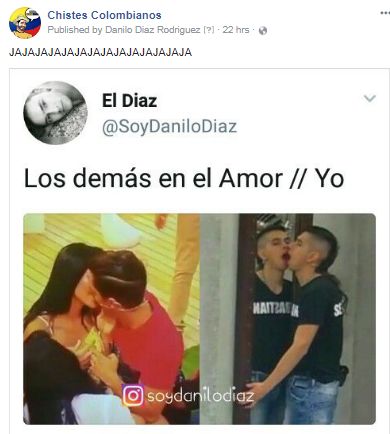 Chistes Colombianos
Published by Danilo Diaz Rodriguez [?] · 22 hrs ·
JAJAJAJAJAJAJAJAJAJAJAJAJAJA
El Diaz
@SoyDaniloDiaz
Los demás en el Amor // Yo
soydanilodiaz